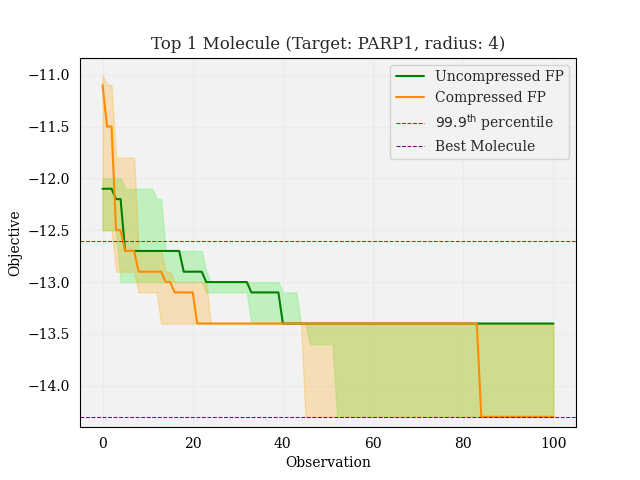 Top 1 Molecule (Target: PARP1, radius: 4)
Uncompressed FP
Compressed FP
99.9th percentile
Best Molecule
−11.0
−11.5
−12.0
−12.5
−13.0
−13.5
−14.0
Objective
0 20 40 60 80 100
Observation